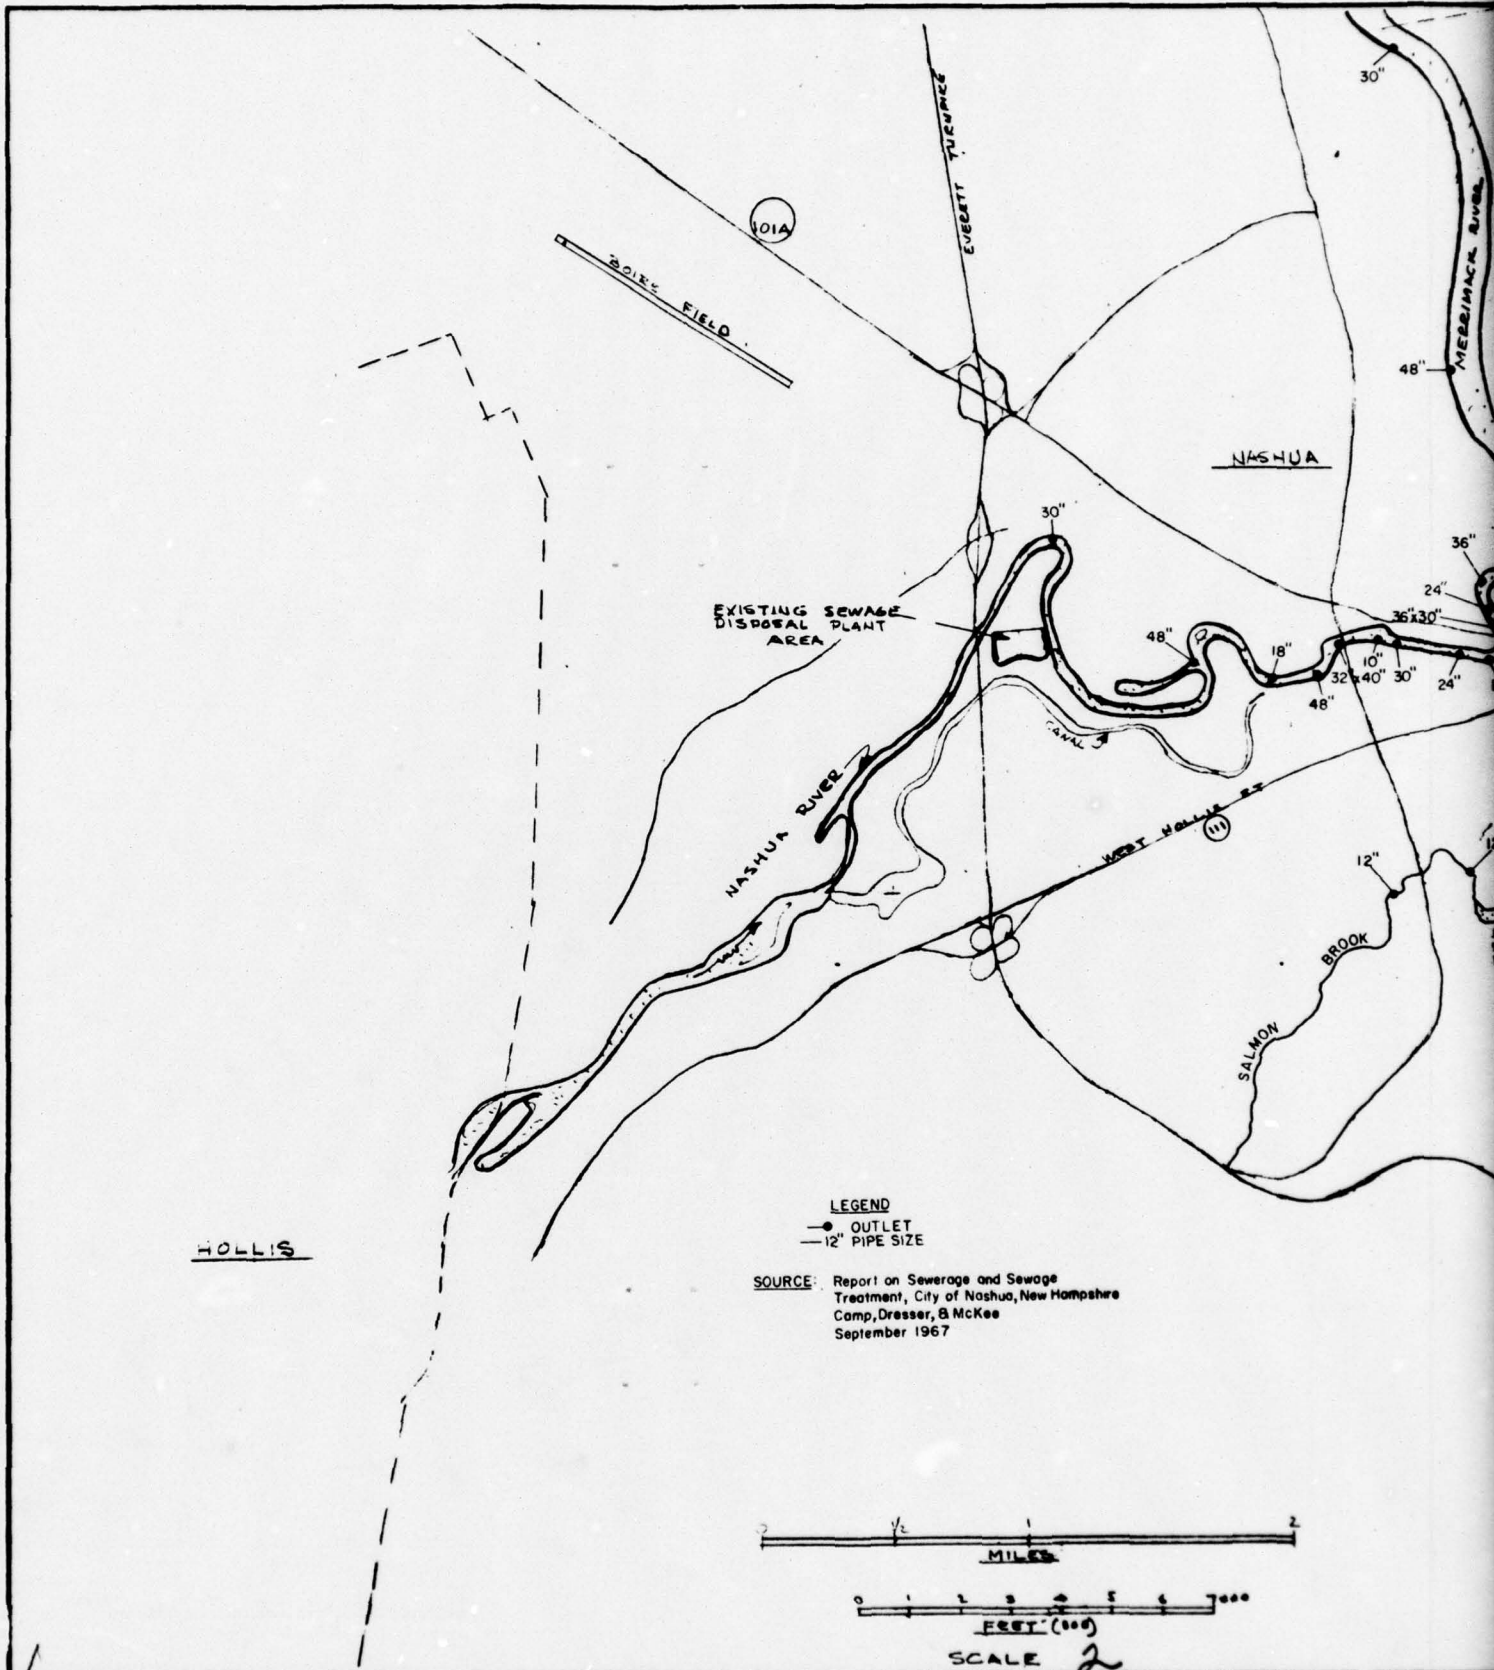 30"
EVERETT TURNPIKE
101A
BOIRE FIELD
MERRIMACK RIVER
48"
NASHUA
30"
36"
24"
36"x30"
EXISTING SEWAGE
DISPOSAL PLANT
AREA
48"
18"
10"
32"x40"
30"
24"
48"
CANAL
NASHUA RIVER
WEST HOLLIS ST
111
12"
SALMON BROOK
HOLLIS
LEGEND
OUTLET
12" PIPE SIZE
SOURCE: Report on Sewerage and Sewage
Treatment, City of Nashua, New Hampshire
Camp, Dresser, & McKee
September 1967
0 1/2 1 2
MILES
0 1 2 3 4 5 6 7000
FEET (000)
SCALE 2